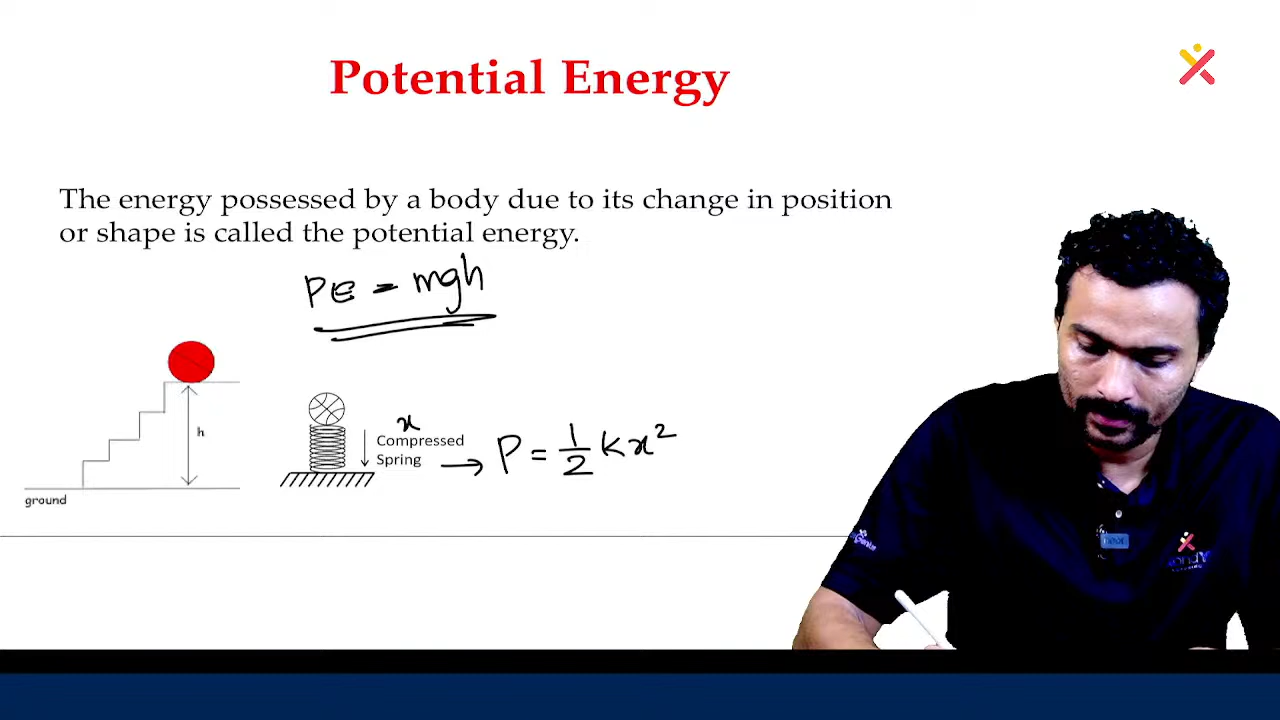 Potential Energy
The energy possessed by a body due to its change in position
or shape is called the potential energy.
PE = mgh
h
ground
x
Compressed
Spring
→ P = 1/2 kx²